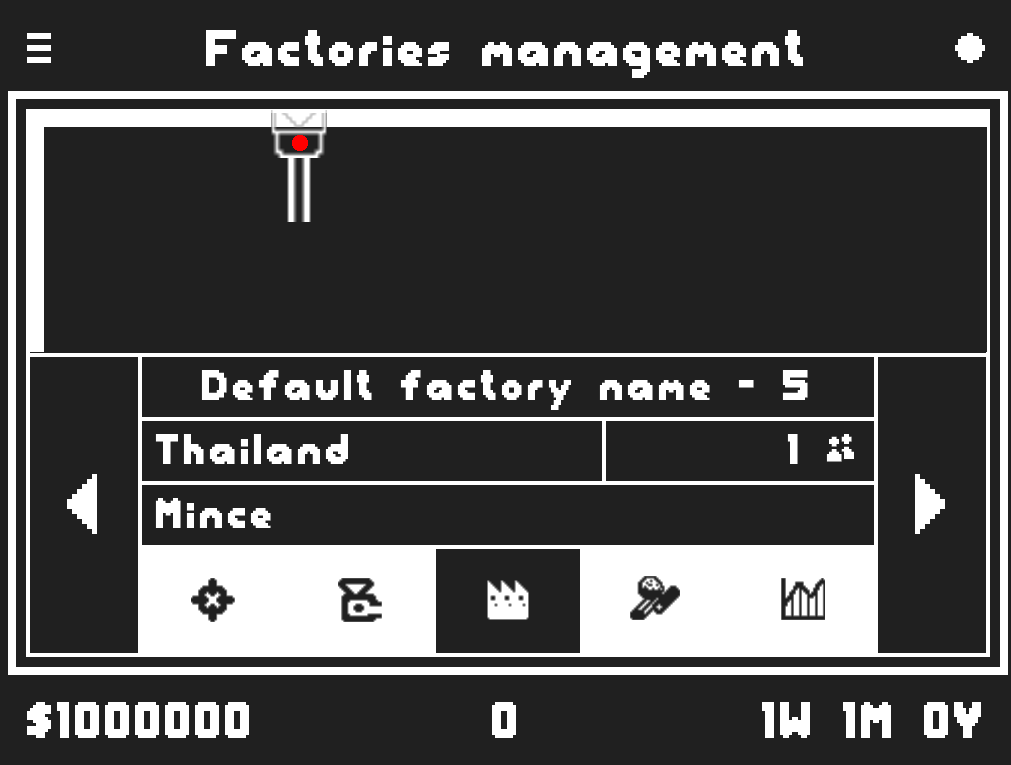 Factories management
Default factory name - 5
Thailand 1
Mince
$1000000 0 1W 1M 0Y